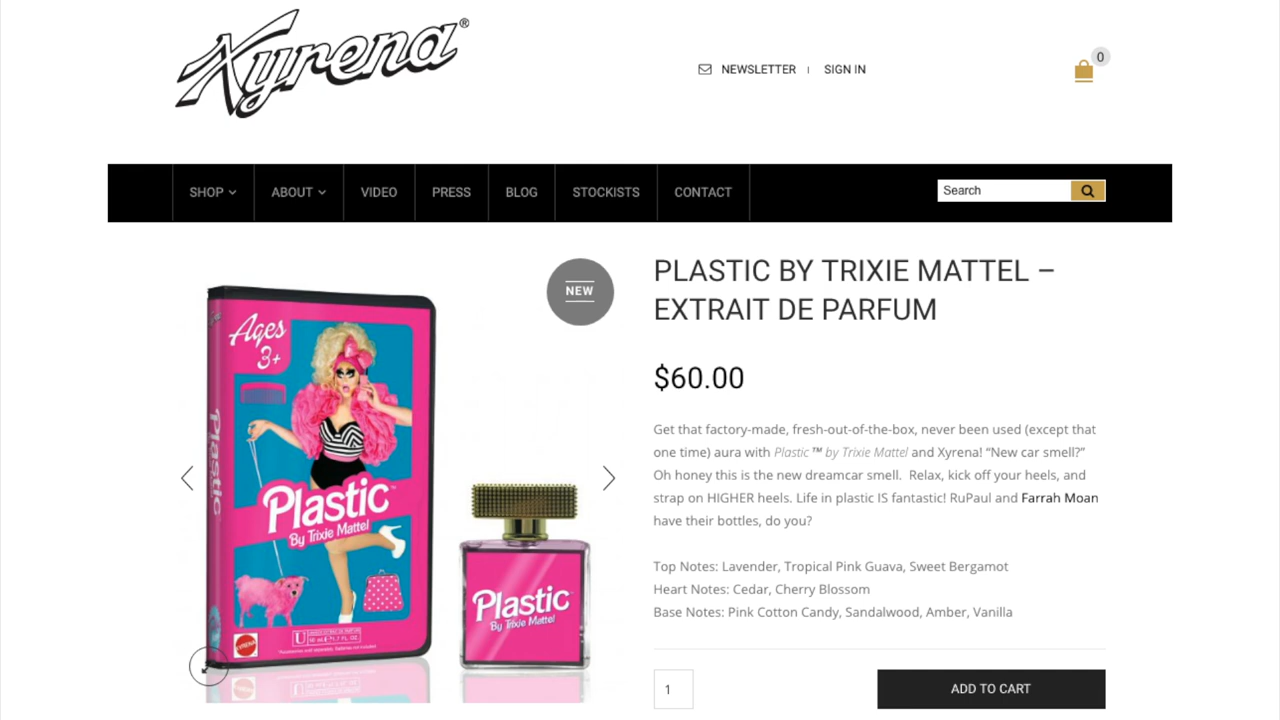 Xyrena®
NEWSLETTER
SIGN IN
0
SHOP
ABOUT
VIDEO
PRESS
BLOG
STOCKISTS
CONTACT
Search
NEW
PLASTIC BY TRIXIE MATTEL –
EXTRAIT DE PARFUM
$60.00
Get that factory-made, fresh-out-of-the-box, never been used (except that
one time) aura with Plastic ™ by Trixie Mattel and Xyrena! “New car smell?”
Oh honey this is the new dreamcar smell. Relax, kick off your heels, and
strap on HIGHER heels. Life in plastic IS fantastic! RuPaul and Farrah Moan
have their bottles, do you?
Top Notes: Lavender, Tropical Pink Guava, Sweet Bergamot
Heart Notes: Cedar, Cherry Blossom
Base Notes: Pink Cotton Candy, Sandalwood, Amber, Vanilla
1
ADD TO CART
Ages
3+
Plastic
Plastic™
By Trixie Mattel
U
XYRENA
Plastic
By Trixie Mattel